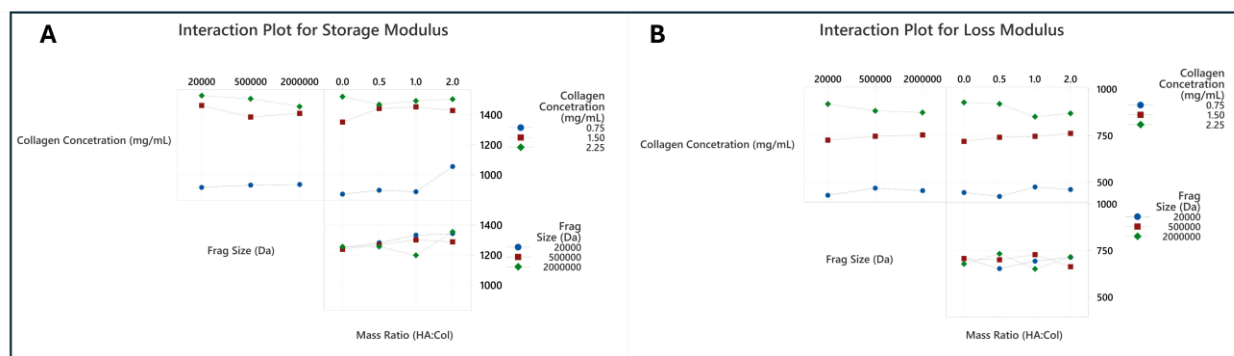 A
Interaction Plot for Storage Modulus
20000 500000 2000000 0.0 0.5 1.0 2.0
Collagen
Concetration
(mg/mL)
0.75
1.50
2.25
1400
1200
1000
Collagen Concetration (mg/mL)
Frag
Size (Da)
20000
500000
2000000
1400
1200
1000
Frag Size (Da)
Mass Ratio (HA:Col)
B
Interaction Plot for Loss Modulus
20000 500000 2000000 0.0 0.5 1.0 2.0
Collagen
Concetration
(mg/mL)
0.75
1.50
2.25
1000
750
500
Collagen Concetration (mg/mL)
Frag
Size (Da)
20000
500000
2000000
1000
750
500
Frag Size (Da)
Mass Ratio (HA:Col)